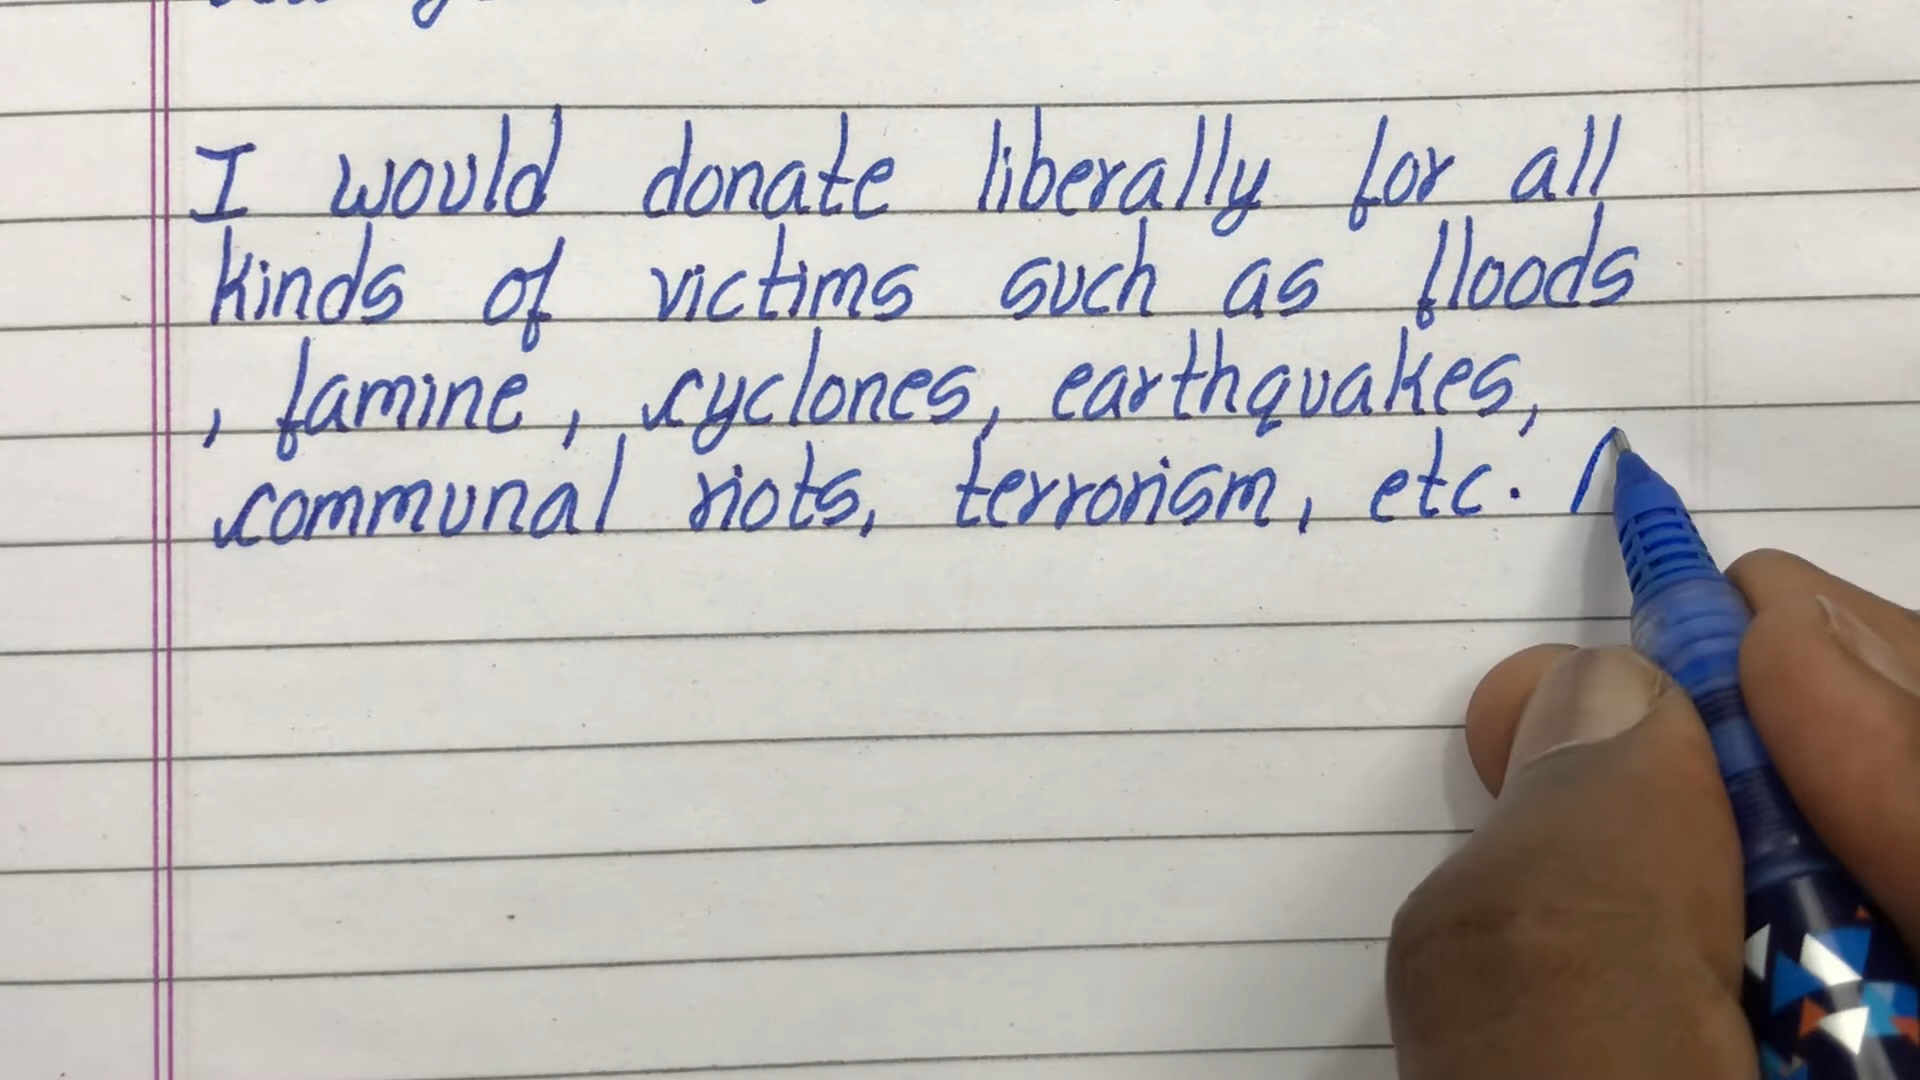 I would donate liberally for all
kinds of victims such as floods
, famine, cyclones, earthquakes,
communal riots, terrorism, etc.